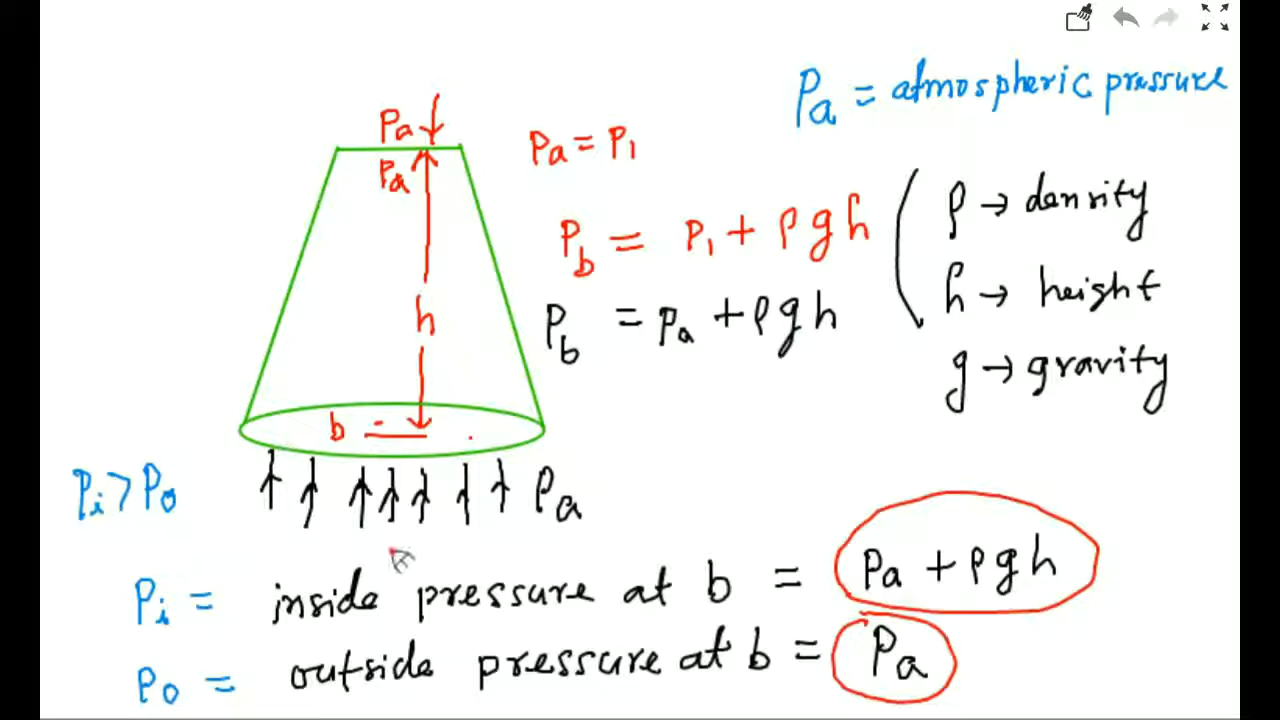 Pa = atmospheric pressure
Pa
Pa
Pa = P1
Pb = P1 + ρgh
ρ → density
h
Pb = Pa + ρgh
h → height
g → gravity
b
Pi > Po
Pa
Pi = inside pressure at b = Pa + ρgh
Po = outside pressure at b = Pa